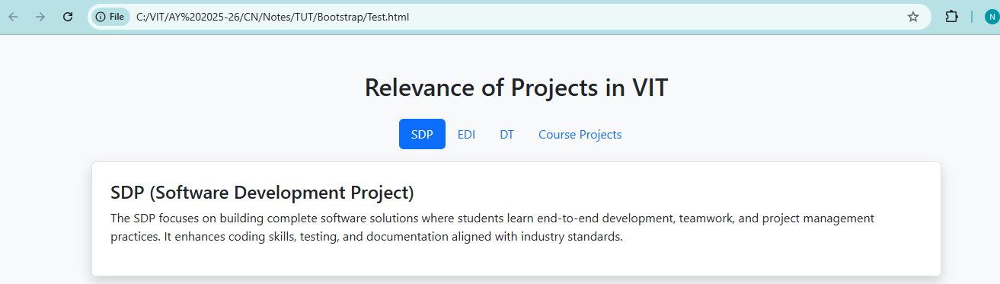 File C:/VIT/AY%202025-26/CN/Notes/TUT/Bootstrap/Test.html N
Relevance of Projects in VIT
SDP EDI DT Course Projects
SDP (Software Development Project)
The SDP focuses on building complete software solutions where students learn end-to-end development, teamwork, and project management
practices. It enhances coding skills, testing, and documentation aligned with industry standards.